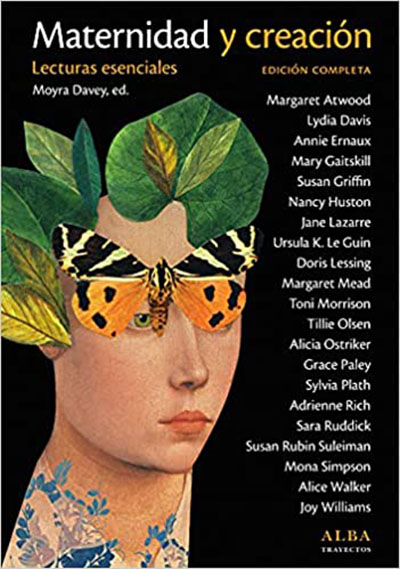 Maternidad y creación
Lecturas esenciales
EDICIÓN COMPLETA
Moyra Davey, ed.
Margaret Atwood
Lydia Davis
Annie Ernaux
Mary Gaitskill
Susan Griffin
Nancy Huston
Jane Lazarre
Ursula K. Le Guin
Doris Lessing
Margaret Mead
Toni Morrison
Tillie Olsen
Alicia Ostriker
Grace Paley
Sylvia Plath
Adrienne Rich
Sara Ruddick
Susan Rubin Suleiman
Mona Simpson
Alice Walker
Joy Williams
ALBA
TRAYECTOS